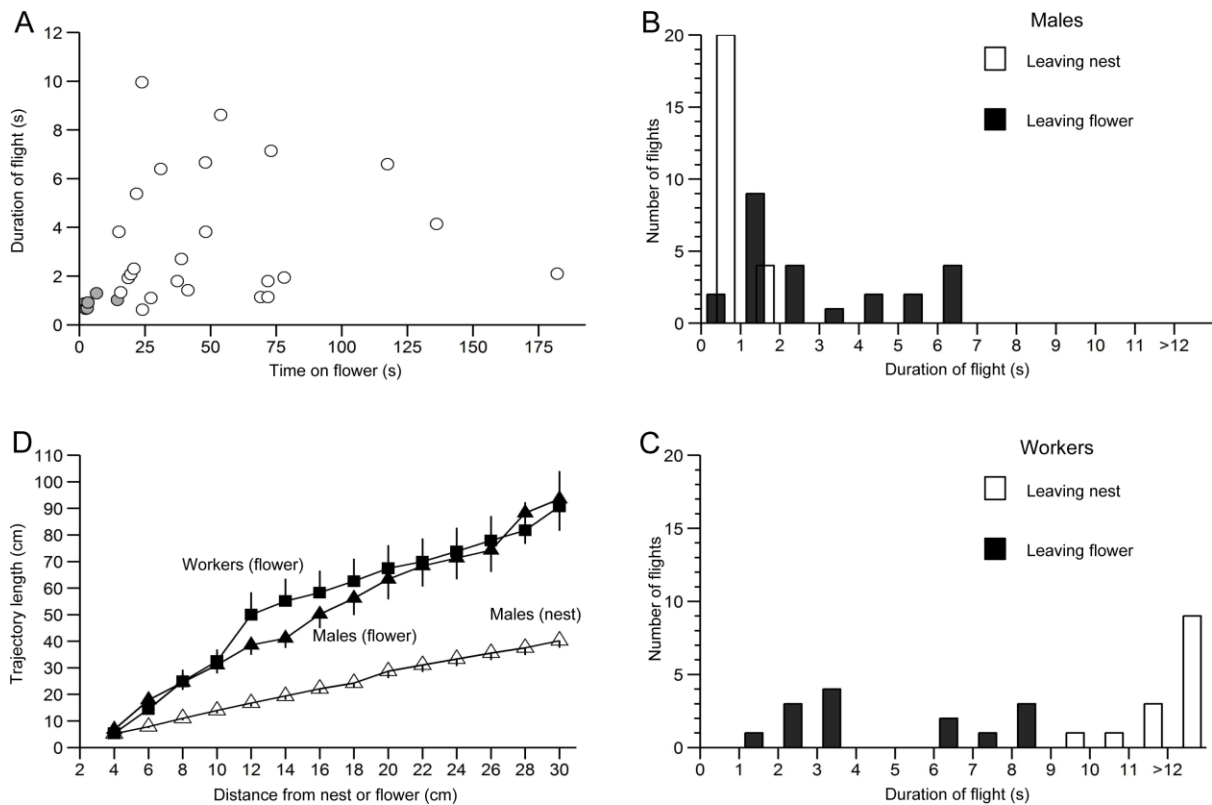 A
Duration of flight (s)
12
10
8
6
4
2
0
0 25 50 75 100 125 150 175
Time on flower (s)
B
Number of flights
20
15
10
5
0
0 1 2 3 4 5 6 7 8 9 10 11 >12
Duration of flight (s)
Males
Leaving nest
Leaving flower
D
Trajectory length (cm)
110
100
90
80
70
60
50
40
30
20
10
0
2 4 6 8 10 12 14 16 18 20 22 24 26 28 30
Distance from nest or flower (cm)
Workers (flower)
Males (flower)
Males (nest)
C
Number of flights
20
15
10
5
0
0 1 2 3 4 5 6 7 8 9 10 11 >12
Duration of flight (s)
Workers
Leaving nest
Leaving flower